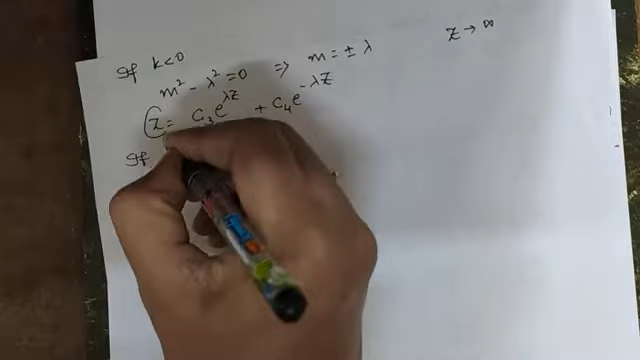 If k<0 z→∞
m² - λ² = 0 ⇒ m = ± λ
z = C₃e^{λz} + C₄e^{-λz}
If